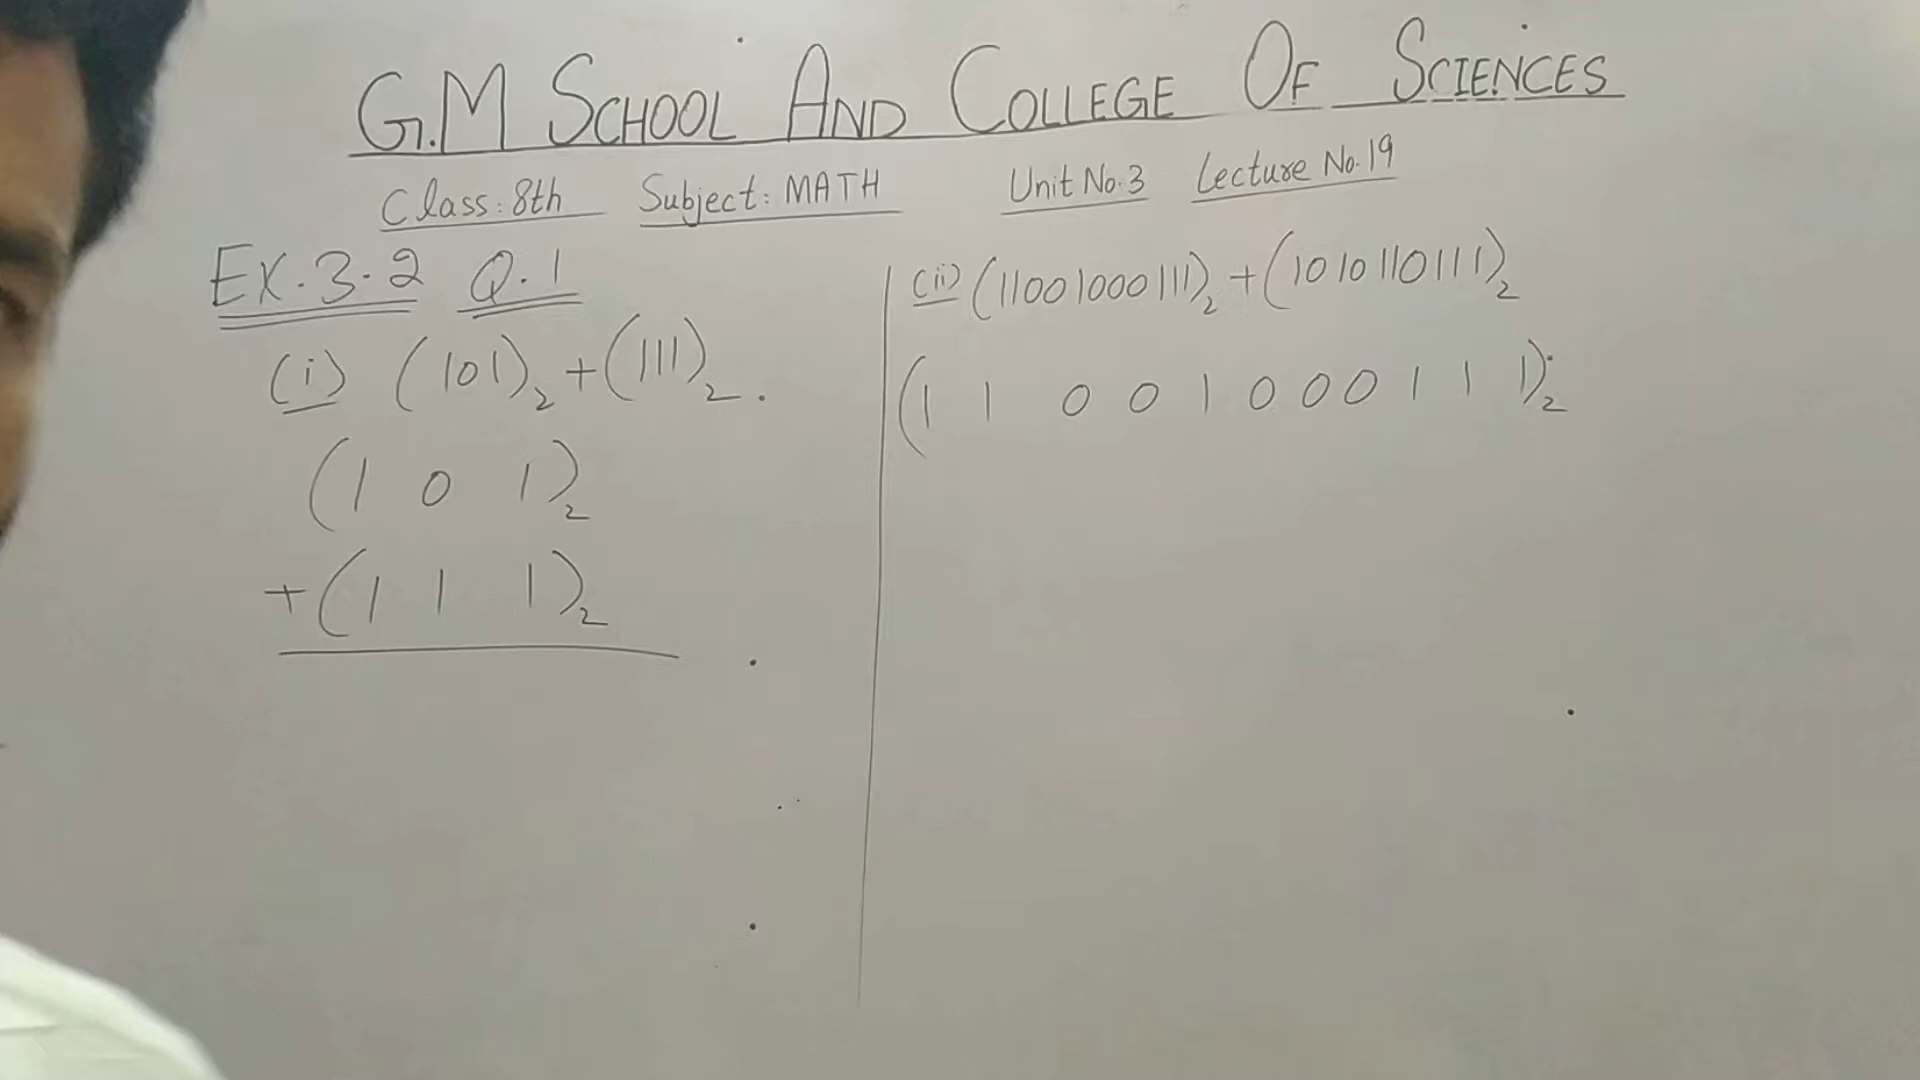 G.M SCHOOL AND COLLEGE OF SCIENCES
Class: 8th Subject: MATH Unit No.3 Lecture No.19
EX.3.2 Q.1
(i) (101)₂ + (111)₂.
(1 0 1)₂
+(1 1 1)₂
(ii) (11001000111)₂ + (1010110111)₂
(1 1 0 0 1 0 0 0 1 1 1)₂